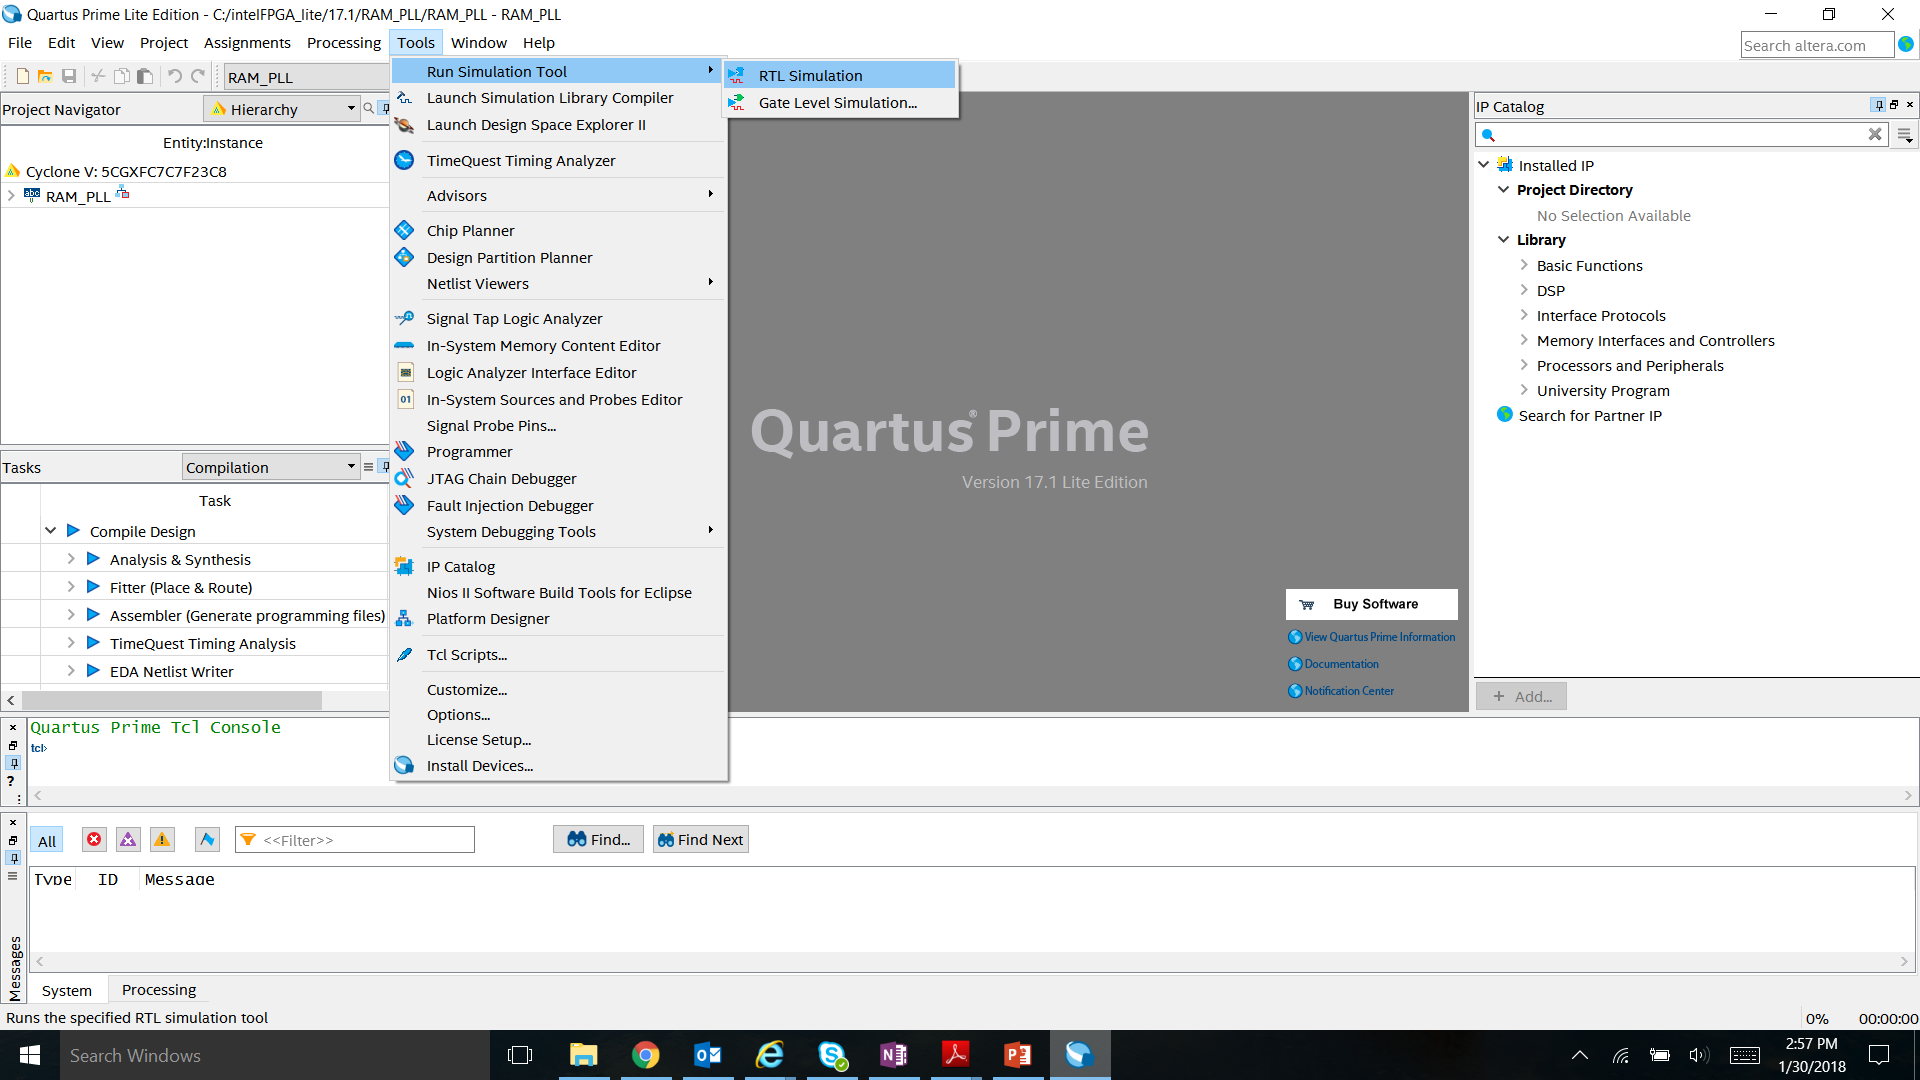 Quartus Prime Lite Edition - C:/intelFPGA_lite/17.1/RAM_PLL/RAM_PLL - RAM_PLL
File Edit View Project Assignments Processing Tools Window Help
Search altera.com
RAM_PLL
Project Navigator Hierarchy
Entity:Instance
Cyclone V: 5CGXFC7C7F23C8
RAM_PLL
Tasks Compilation
Task
Compile Design
Analysis & Synthesis
Fitter (Place & Route)
Assembler (Generate programming files)
TimeQuest Timing Analysis
EDA Netlist Writer
Run Simulation Tool
Launch Simulation Library Compiler
Launch Design Space Explorer II
TimeQuest Timing Analyzer
Advisors
Chip Planner
Design Partition Planner
Netlist Viewers
Signal Tap Logic Analyzer
In-System Memory Content Editor
Logic Analyzer Interface Editor
In-System Sources and Probes Editor
Signal Probe Pins...
Programmer
JTAG Chain Debugger
Fault Injection Debugger
System Debugging Tools
IP Catalog
Nios II Software Build Tools for Eclipse
Platform Designer
Tcl Scripts...
Customize...
Options...
License Setup...
Install Devices...
RTL Simulation
Gate Level Simulation...
Quartus® Prime
Version 17.1 Lite Edition
Buy Software
View Quartus Prime Information
Documentation
Notification Center
IP Catalog
Installed IP
Project Directory
No Selection Available
Library
Basic Functions
DSP
Interface Protocols
Memory Interfaces and Controllers
Processors and Peripherals
University Program
Search for Partner IP
+ Add...
Quartus Prime Tcl Console
tcl>
All
<<Filter>>
Find...
Find Next
Type ID Message
Messages
System Processing
Runs the specified RTL simulation tool
0% 00:00:00
Search Windows
2:57 PM
1/30/2018